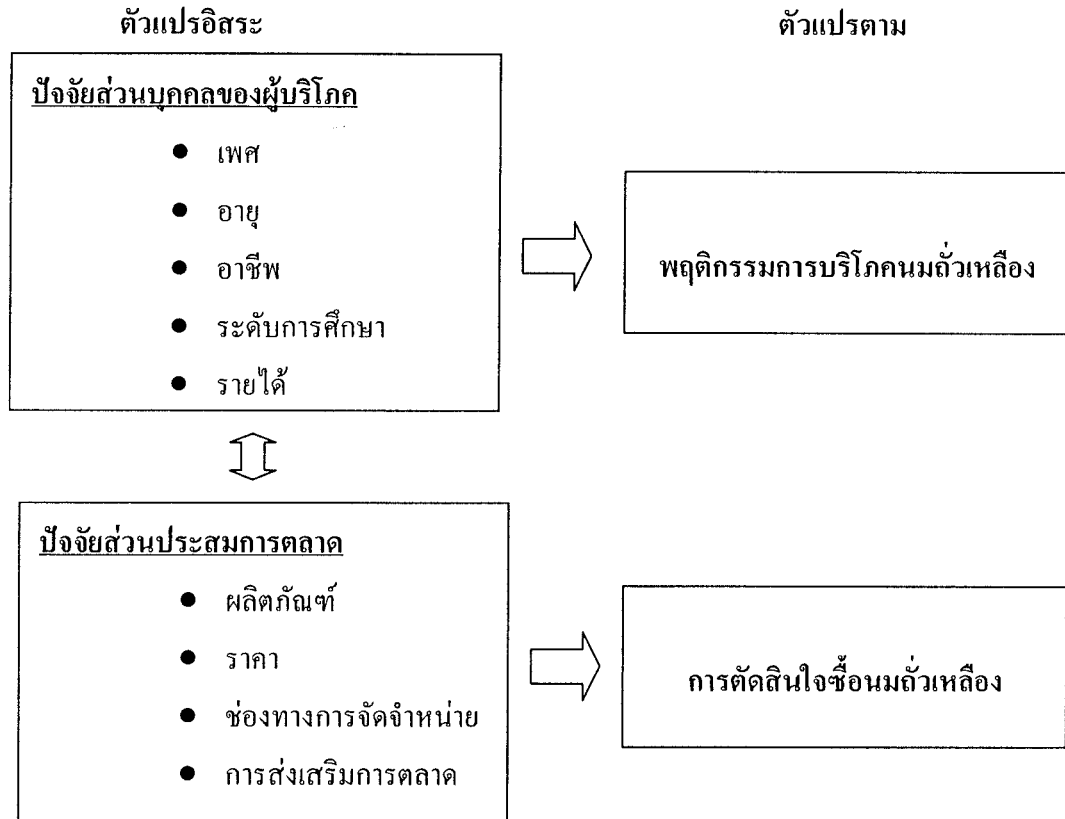 ตัวแปรอิสระ
ตัวแปรตาม
ปัจจัยส่วนบุคคลของผู้บริโภค
● เพศ
● อายุ
● อาชีพ
● ระดับการศึกษา
● รายได้
พฤติกรรมการบริโภคนมถั่วเหลือง
ปัจจัยส่วนประสมการตลาด
● ผลิตภัณฑ์
● ราคา
● ช่องทางการจัดจำหน่าย
● การส่งเสริมการตลาด
การตัดสินใจซื้อนมถั่วเหลือง